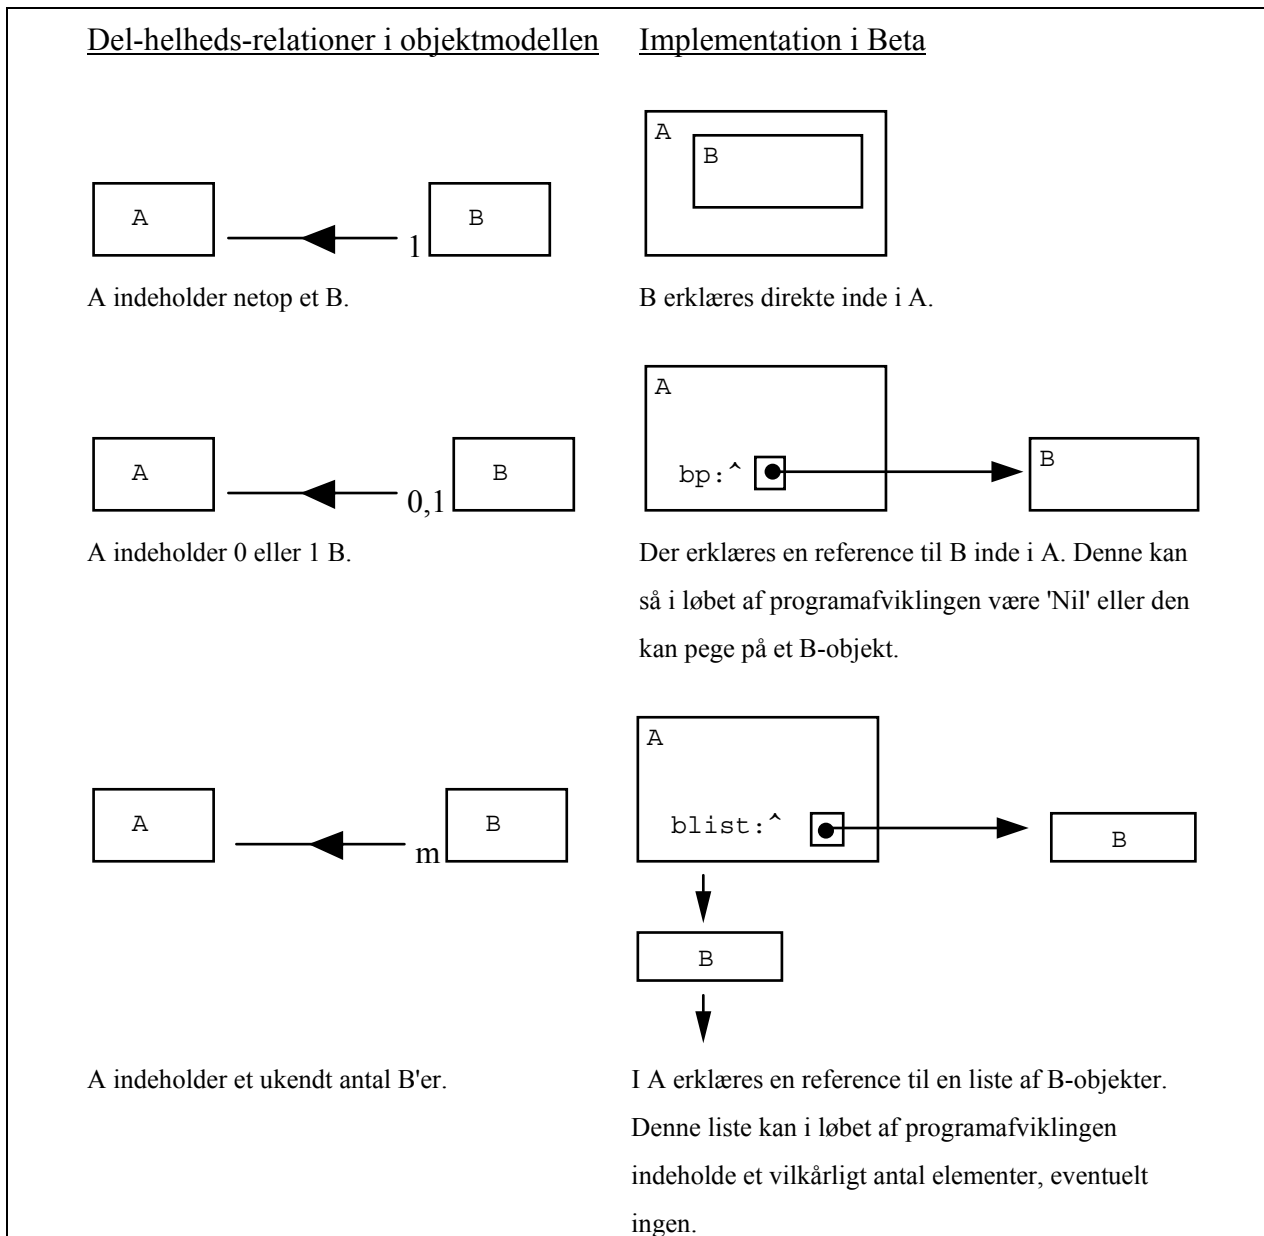 Del-helheds-relationer i objektmodellen
Implementation i Beta
A
1
B
A
B
A indeholder netop et B.
B erklæres direkte inde i A.
A
0,1
B
A
bp:^
B
A indeholder 0 eller 1 B.
Der erklæres en reference til B inde i A. Denne kan
så i løbet af programafviklingen være 'Nil' eller den
kan pege på et B-objekt.
A
m
B
A
blist:^
B
B
A indeholder et ukendt antal B'er.
I A erklæres en reference til en liste af B-objekter.
Denne liste kan i løbet af programafviklingen
indeholde et vilkårligt antal elementer, eventuelt
ingen.